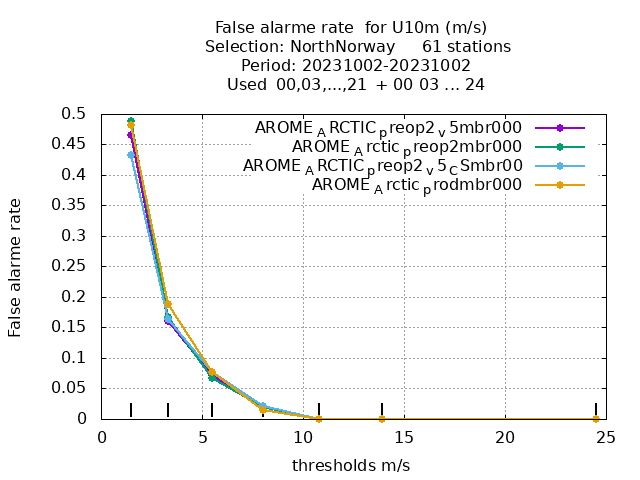 False alarme rate for U10m (m/s)
Selection: NorthNorway 61 stations
Period: 20231002-20231002
Used 00,03,...,21 + 00 03 ... 24
AROME_ARCTIC_preop2_v5mbr000
AROME_Arctic_preop2mbr000
AROME_ARCTIC_preop2_v5_CSmbr00
AROME_Arctic_prodmbr000
0.5
0.45
0.4
0.35
0.3
0.25
0.2
0.15
0.1
0.05
0
False alarme rate
0 5 10 15 20 25
thresholds m/s